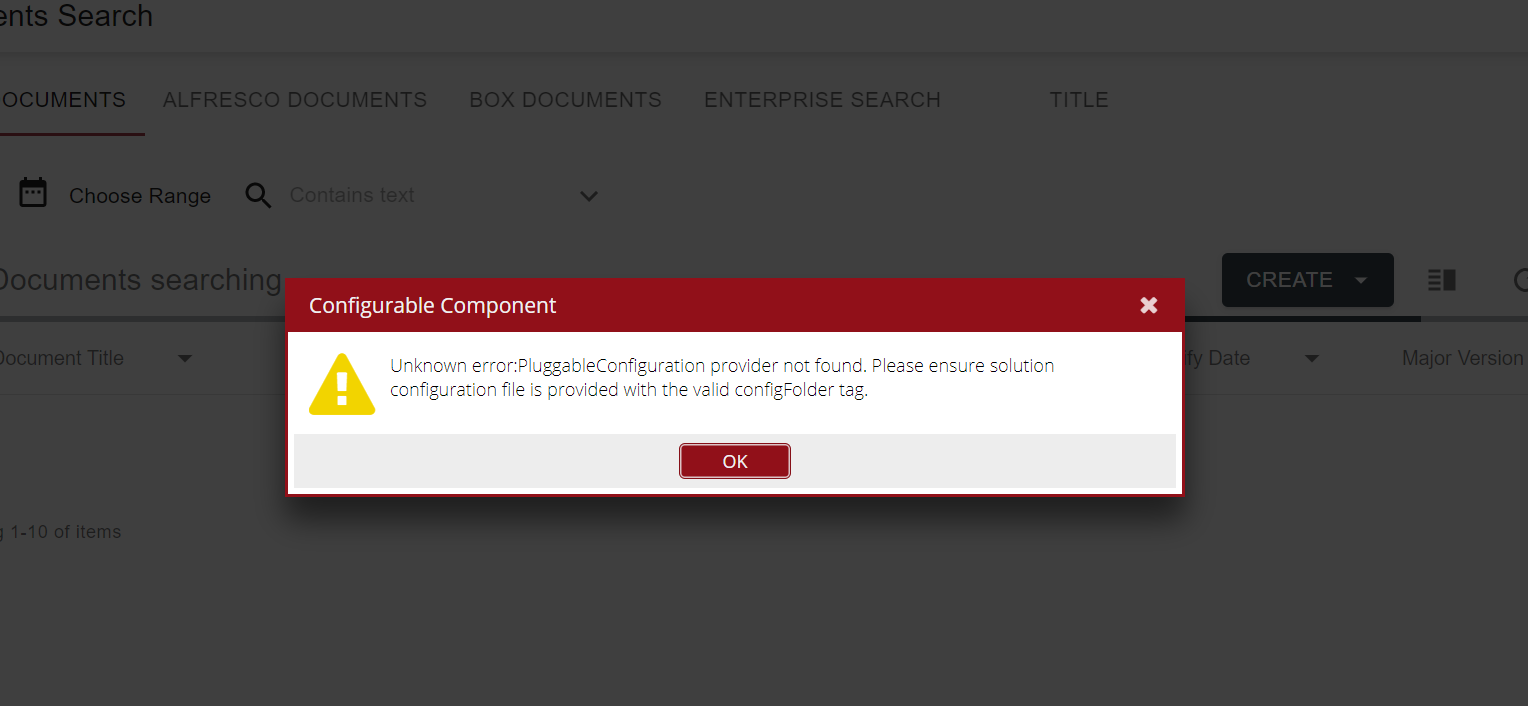 ents Search
OCUMENTS ALFRESCO DOCUMENTS BOX DOCUMENTS ENTERPRISE SEARCH TITLE
Choose Range Contains text
Documents searching CREATE
Configurable Component
Document Title ify Date Major Version
Unknown error:PluggableConfiguration provider not found. Please ensure solution
configuration file is provided with the valid configFolder tag.
OK
g 1-10 of items